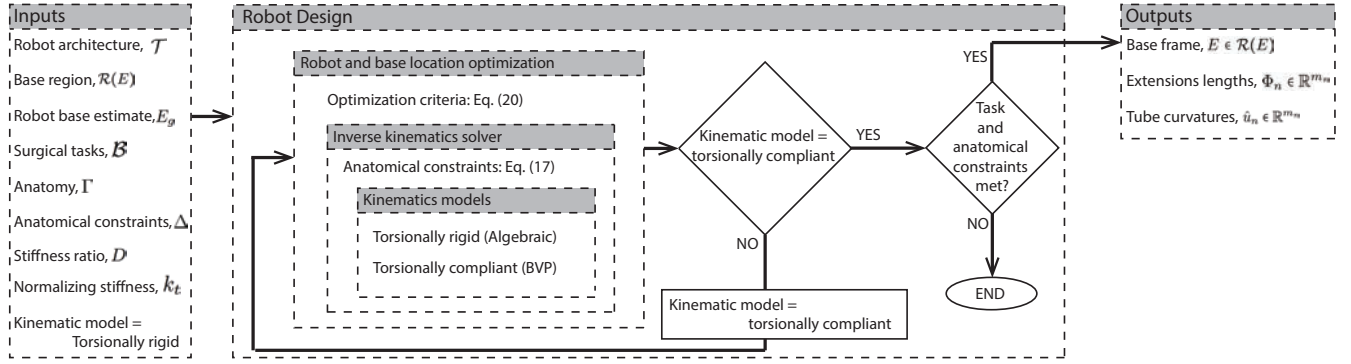 Inputs
Robot architecture, 𝒯
Base region, ℛ(E)
Robot base estimate, E_g
Surgical tasks, ℬ
Anatomy, Γ
Anatomical constraints, Δ
Stiffness ratio, D
Normalizing stiffness, k_t
Kinematic model =
Torsionally rigid
Robot Design
Robot and base location optimization
Optimization criteria: Eq. (20)
Inverse kinematics solver
Anatomical constraints: Eq. (17)
Kinematics models
Torsionally rigid (Algebraic)
Torsionally compliant (BVP)
Kinematic model =
torsionally compliant
YES
NO
Kinematic model =
torsionally compliant
Task
and
anatomical
constraints
met?
YES
NO
END
Outputs
Base frame, E ∈ ℛ(E)
Extensions lengths, Φ_n ∈ ℝ^{m_n}
Tube curvatures, û_n ∈ ℝ^{m_n}